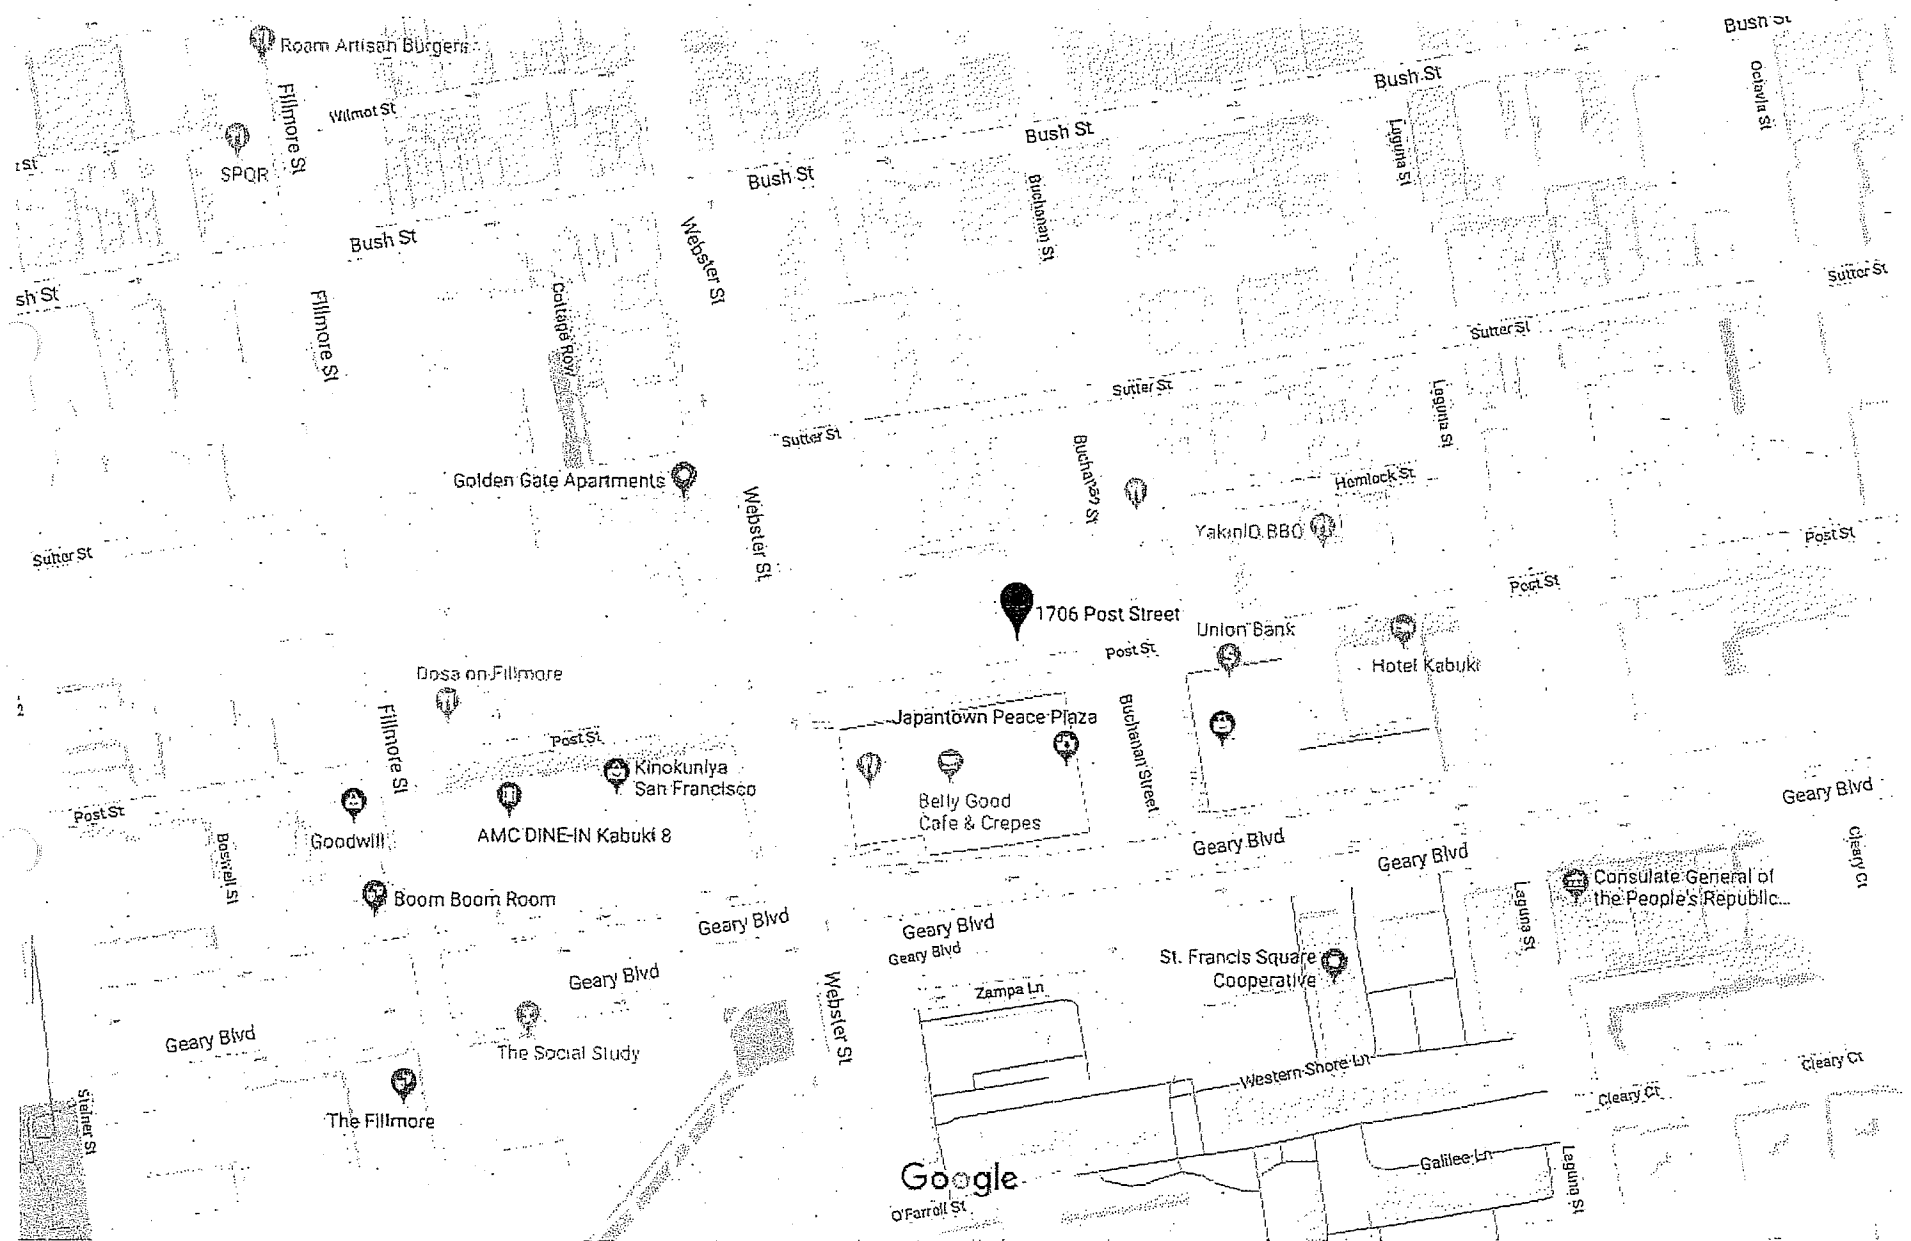 Bush St
Roam Artisan Burgers
Bush St
Fillmore St
Wilmot St
Octavia St
Bush St
Laguna St
SPQR
Bush St
Buchanan St
Bush St
Webster St
Sutter St
sh St
Fillmore St
Cottage Row
Sutter St
Sutter St
Laguna St
Sutter St
Buchanan St
Golden Gate Apartments
Hemlock St
Webster St
YakiniQ BBQ
Post St
Sutter St
Post St
1706 Post Street
Union Bank
Post St
Hotel Kabuki
Dosa on Fillmore
Fillmore St
Japantown Peace Plaza
Buchanan Street
Post St
Kinokuniya
San Francisco
Geary Blvd
Belly Good
Cafe & Crepes
Post St
Goodwill
AMC DINE-IN Kabuki 8
Boswell St
Geary Blvd
Geary Blvd
Cleary Ct
Consulate General of
the People's Republic...
Boom Boom Room
Laguna St
Geary Blvd
Geary Blvd
Geary Blvd
St. Francis Square
Cooperative
Geary Blvd
Zampa Ln
Webster St
Geary Blvd
The Social Study
Western Shore Ln
Cleary Ct
Cleary Ct
Steiner St
The Fillmore
Galilee Ln
Laguna St
Google
O'Farrell St